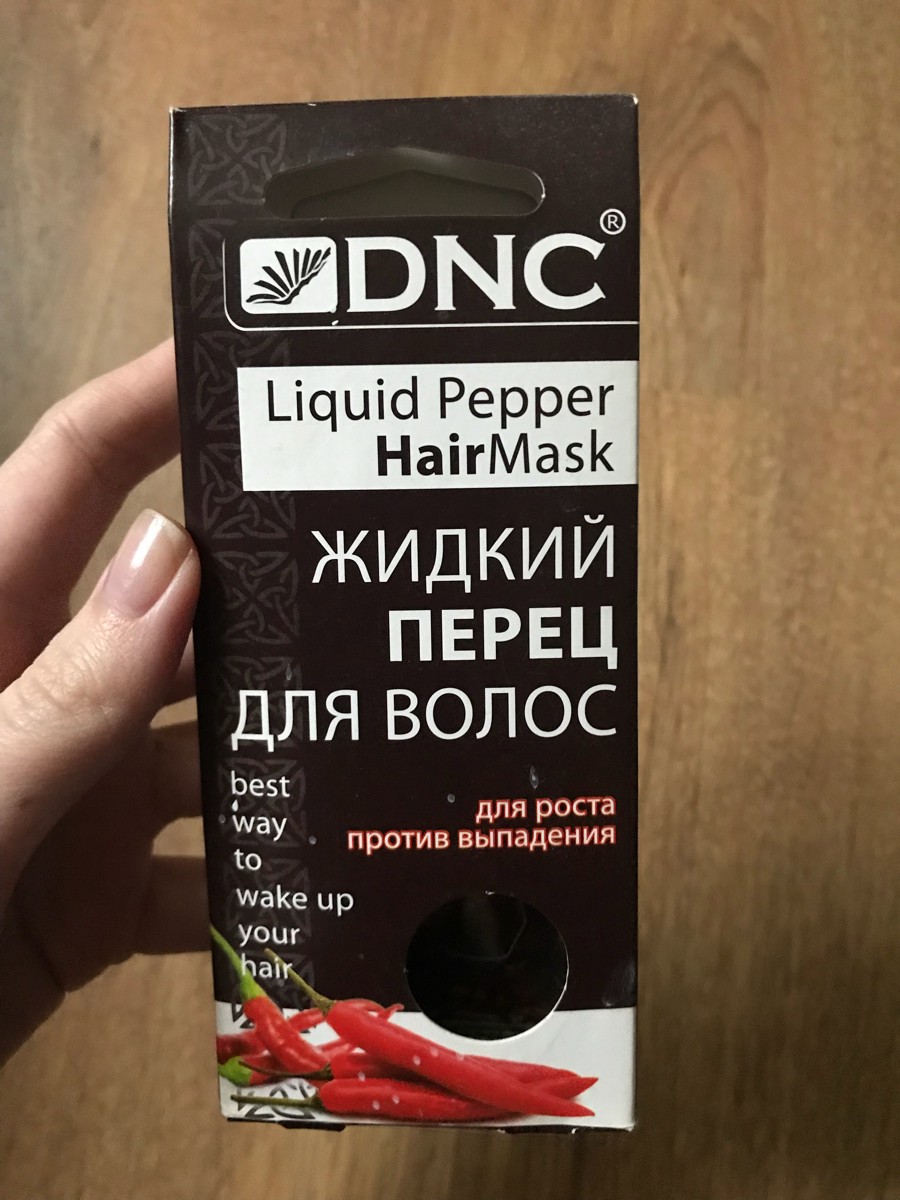 DNC®
Liquid Pepper
HairMask
ЖИДКИЙ
ПЕРЕЦ
ДЛЯ ВОЛОС
best
way
to
wake up
your
hair
для роста
против выпадения